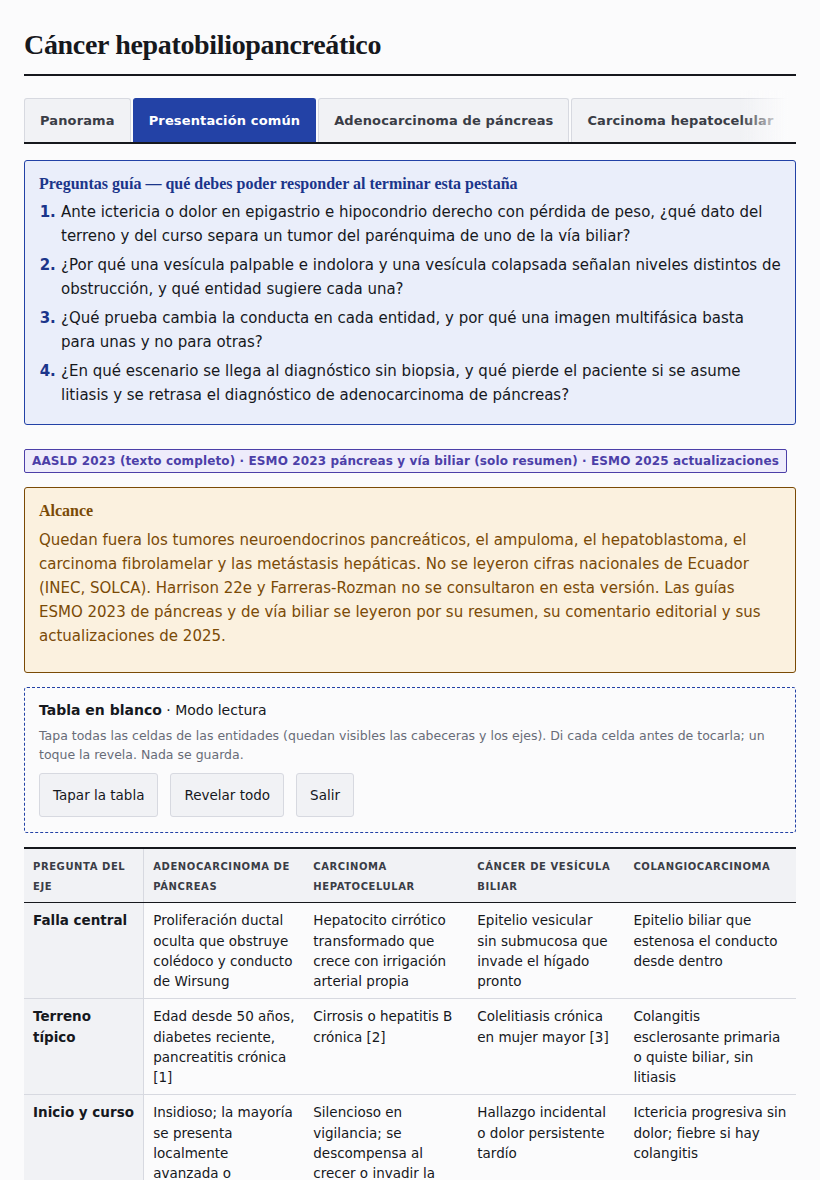 Cáncer hepatobiliopancreático
Panorama
Presentación común
Adenocarcinoma de páncreas
Carcinoma hepatocelular
Preguntas guía — qué debes poder responder al terminar esta pestaña
1. Ante ictericia o dolor en epigastrio e hipocondrio derecho con pérdida de peso, ¿qué dato del
terreno y del curso separa un tumor del parénquima de uno de la vía biliar?
2. ¿Por qué una vesícula palpable e indolora y una vesícula colapsada señalan niveles distintos de
obstrucción, y qué entidad sugiere cada una?
3. ¿Qué prueba cambia la conducta en cada entidad, y por qué una imagen multifásica basta
para unas y no para otras?
4. ¿En qué escenario se llega al diagnóstico sin biopsia, y qué pierde el paciente si se asume
litiasis y se retrasa el diagnóstico de adenocarcinoma de páncreas?
AASLD 2023 (texto completo) · ESMO 2023 páncreas y vía biliar (solo resumen) · ESMO 2025 actualizaciones
Alcance
Quedan fuera los tumores neuroendocrinos pancreáticos, el ampuloma, el hepatoblastoma, el
carcinoma fibrolamelar y las metástasis hepáticas. No se leyeron cifras nacionales de Ecuador
(INEC, SOLCA). Harrison 22e y Farreras-Rozman no se consultaron en esta versión. Las guías
ESMO 2023 de páncreas y de vía biliar se leyeron por su resumen, su comentario editorial y sus
actualizaciones de 2025.
Tabla en blanco · Modo lectura
Tapa todas las celdas de las entidades (quedan visibles las cabeceras y los ejes). Di cada celda antes de tocarla; un
toque la revela. Nada se guarda.
Tapar la tabla
Revelar todo
Salir
PREGUNTA DEL
EJE
ADENOCARCINOMA DE
PÁNCREAS
CARCINOMA
HEPATOCELULAR
CÁNCER DE VESÍCULA
BILIAR
COLANGIOCARCINOMA
Falla central
Proliferación ductal
oculta que obstruye
colédoco y conducto
de Wirsung
Hepatocito cirrótico
transformado que
crece con irrigación
arterial propia
Epitelio vesicular
sin submucosa que
invade el hígado
pronto
Epitelio biliar que
estenosa el conducto
desde dentro
Terreno
típico
Edad desde 50 años,
diabetes reciente,
pancreatitis crónica
[1]
Cirrosis o hepatitis B
crónica [2]
Colelitiasis crónica
en mujer mayor [3]
Colangitis
esclerosante primaria
o quiste biliar, sin
litiasis
Inicio y curso
Insidioso; la mayoría
se presenta
localmente
avanzada o
Silencioso en
vigilancia; se
descompensa al
crecer o invadir la
Hallazgo incidental
o dolor persistente
tardío
Ictericia progresiva sin
dolor; fiebre si hay
colangitis